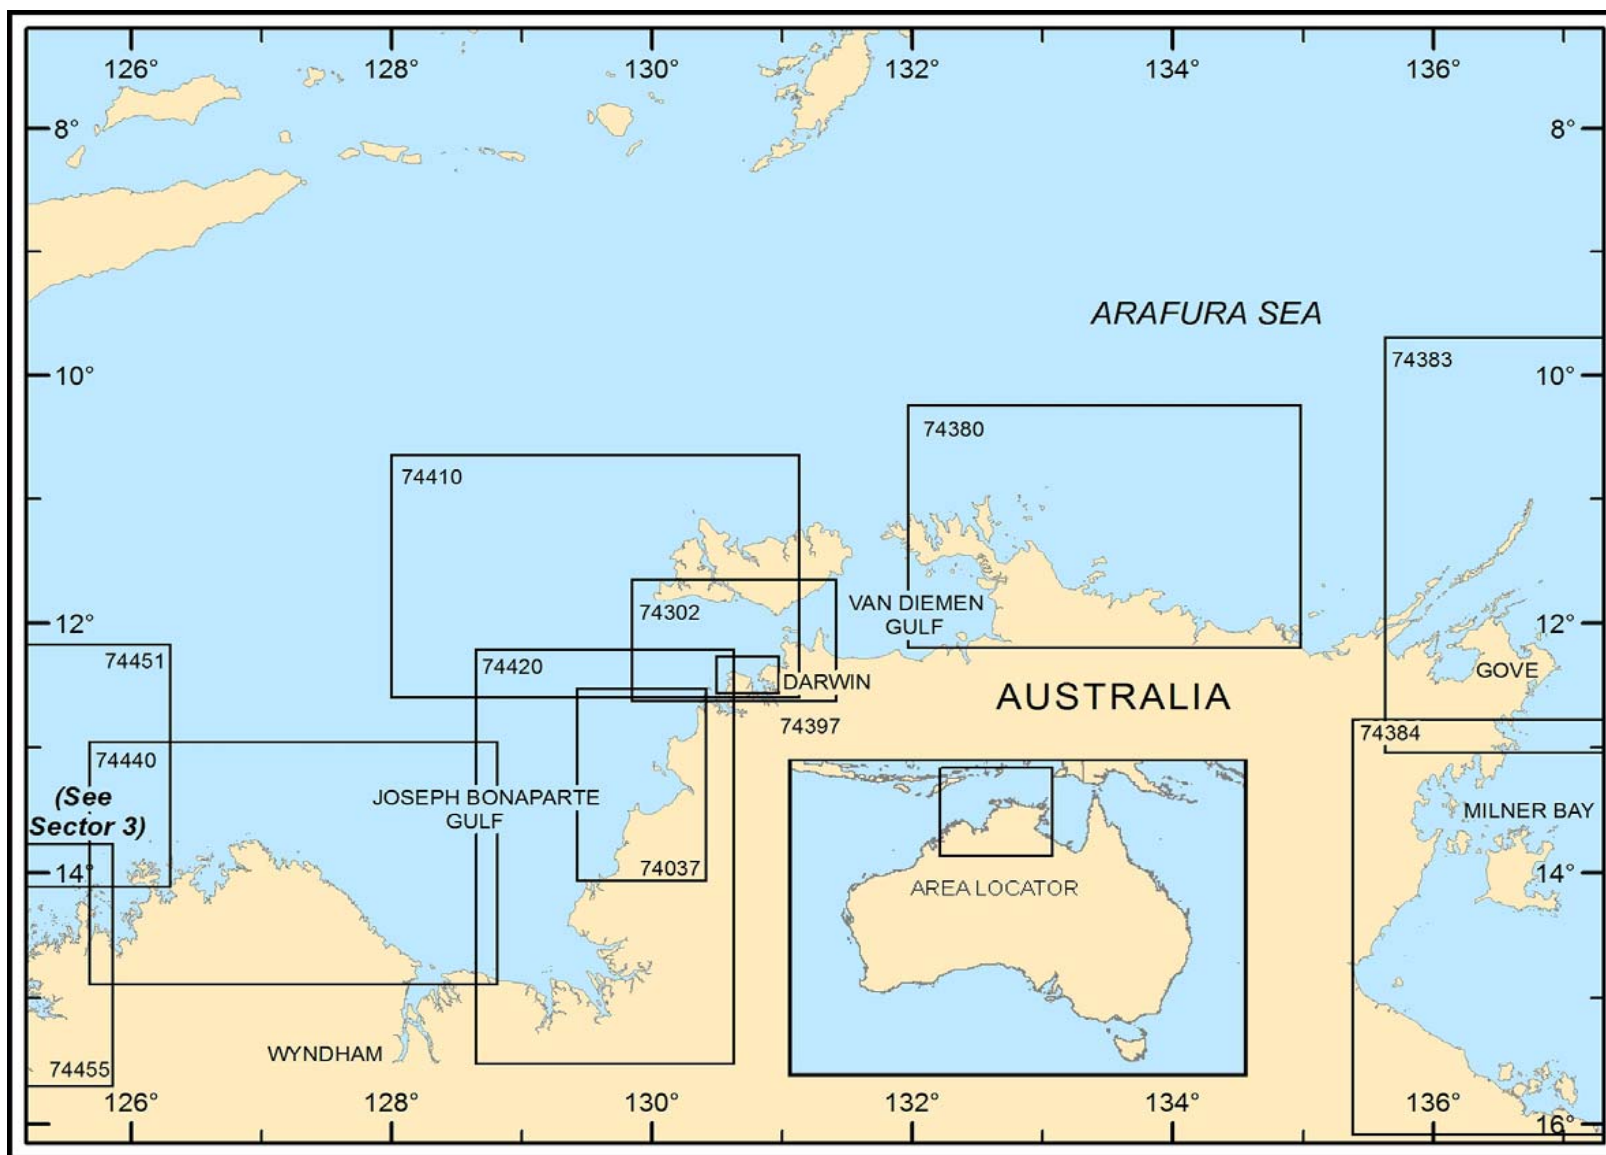 126°
128°
130°
132°
134°
136°
8°
8°
ARAFURA SEA
74383
10°
10°
74380
74410
74302
VAN DIEMEN
GULF
12°
12°
74451
74420
DARWIN
GOVE
AUSTRALIA
74397
74384
74440
(See
Sector 3)
JOSEPH BONAPARTE
GULF
MILNER BAY
14°
74037
14°
AREA LOCATOR
WYNDHAM
74455
126°
128°
130°
132°
134°
136°
16°